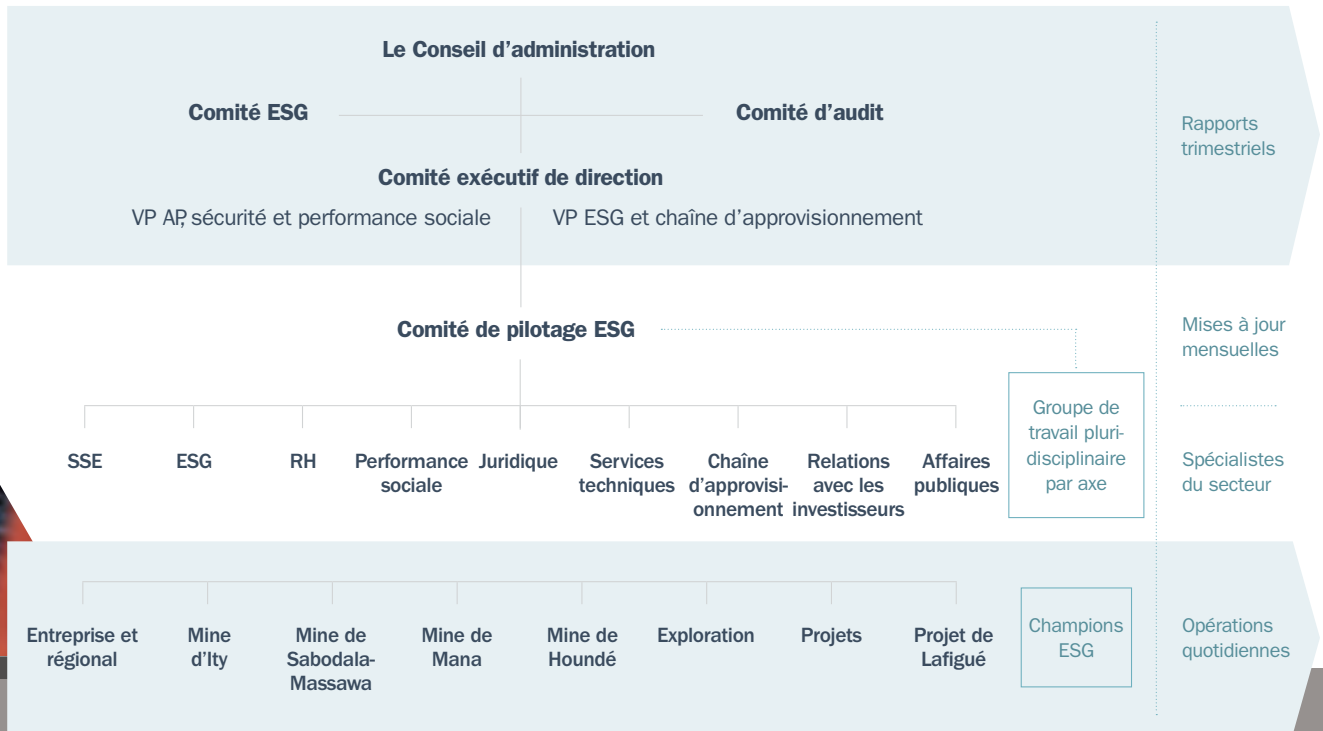 Le Conseil d'administration
Comité ESG
Comité d'audit
Rapports
trimestriels
Comité exécutif de direction
VP AP, sécurité et performance sociale
VP ESG et chaîne d'approvisionnement
Comité de pilotage ESG
Mises à jour
mensuelles
SSE
ESG
RH
Performance
sociale
Juridique
Services
techniques
Chaîne
d'approvisi-
onnement
Relations
avec les
investisseurs
Affaires
publiques
Groupe de
travail pluri-
disciplinaire
par axe
Spécialistes
du secteur
Entreprise et
régional
Mine
d'Ity
Mine de
Sabodala-
Massawa
Mine de
Mana
Mine de
Houndé
Exploration
Projets
Projet de
Lafigué
Champions
ESG
Opérations
quotidiennes